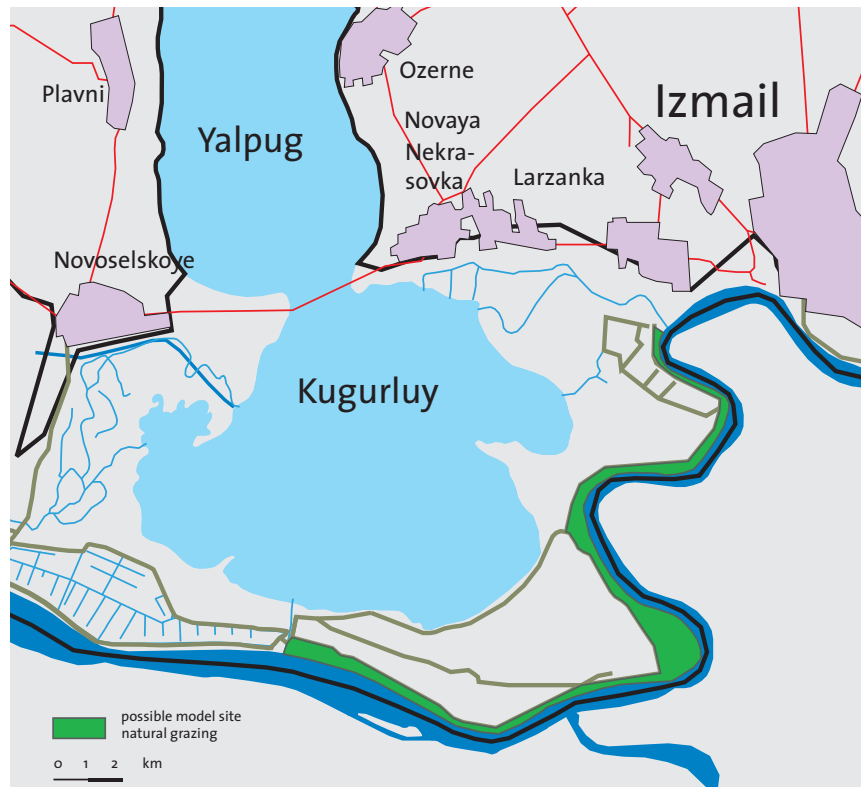 Ozerne
Plavni
Izmail
Novaya
Nekra-
sovka
Yalpug
Larzanka
Novoselskoye
Kugurluy
possible model site
natural grazing
0 1 2 km